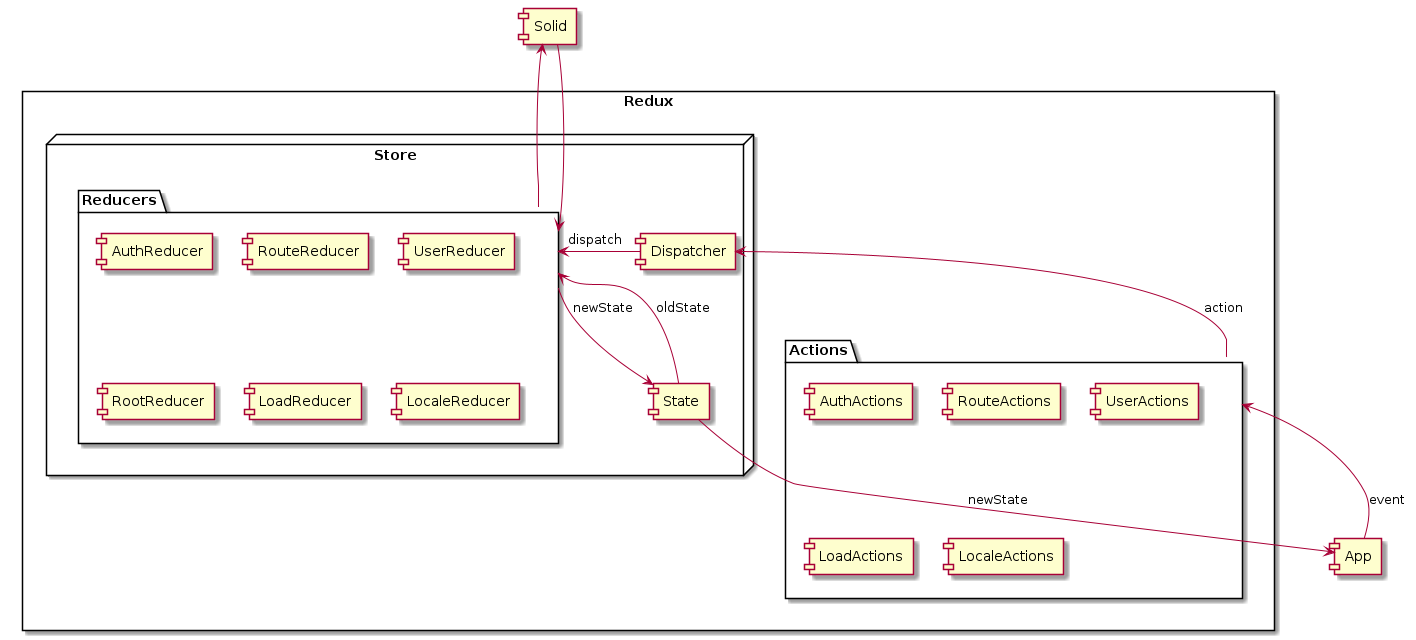 Solid
Redux
Store
Reducers
AuthReducer
RouteReducer
UserReducer
dispatch
Dispatcher
newState
oldState
action
Actions
RootReducer
LoadReducer
LocaleReducer
State
AuthActions
RouteActions
UserActions
newState
event
LoadActions
LocaleActions
App